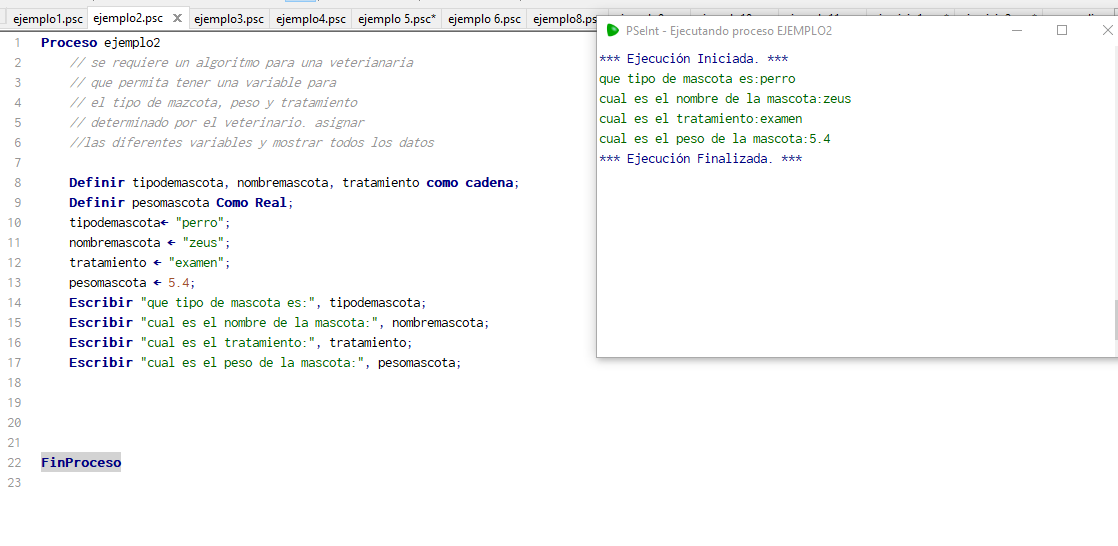 ejemplo1.psc ejemplo2.psc ejemplo3.psc ejemplo4.psc ejemplo 5.psc* ejemplo 6.psc ejemplo8.ps
1 Proceso ejemplo2
2 // se requiere un algoritmo para una veterianaria
3 // que permita tener una variable para
4 // el tipo de mazcota, peso y tratamiento
5 // determinado por el veterinario. asignar
6 //las diferentes variables y mostrar todos los datos
7
8 Definir tipodemascota, nombremascota, tratamiento como cadena;
9 Definir pesomascota Como Real;
10 tipodemascota← "perro";
11 nombremascota ← "zeus";
12 tratamiento ← "examen";
13 pesomascota ← 5.4;
14 Escribir "que tipo de mascota es:", tipodemascota;
15 Escribir "cual es el nombre de la mascota:", nombremascota;
16 Escribir "cual es el tratamiento:", tratamiento;
17 Escribir "cual es el peso de la mascota:", pesomascota;
18
19
20
21
22 FinProceso
23
PSeInt - Ejecutando proceso EJEMPLO2
*** Ejecución Iniciada. ***
que tipo de mascota es:perro
cual es el nombre de la mascota:zeus
cual es el tratamiento:examen
cual es el peso de la mascota:5.4
*** Ejecución Finalizada. ***